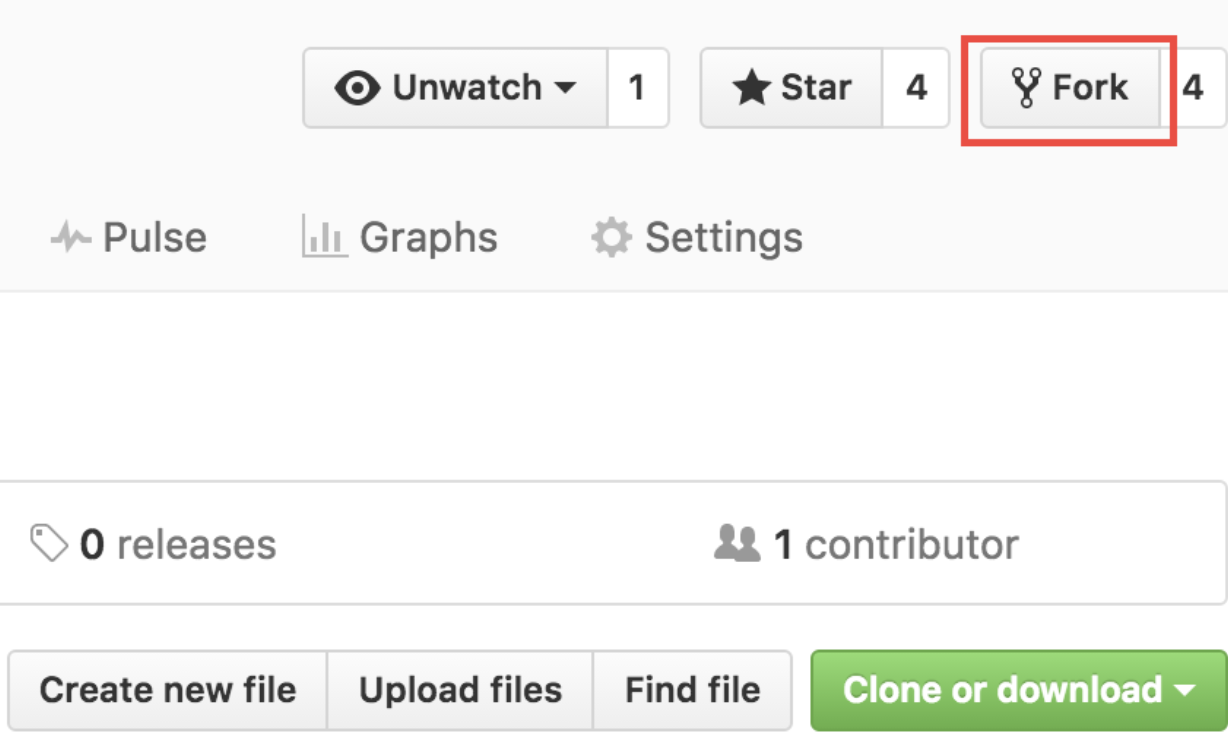 Unwatch 1 Star 4 Fork 4
Pulse Graphs Settings
0 releases 1 contributor
Create new file Upload files Find file Clone or download